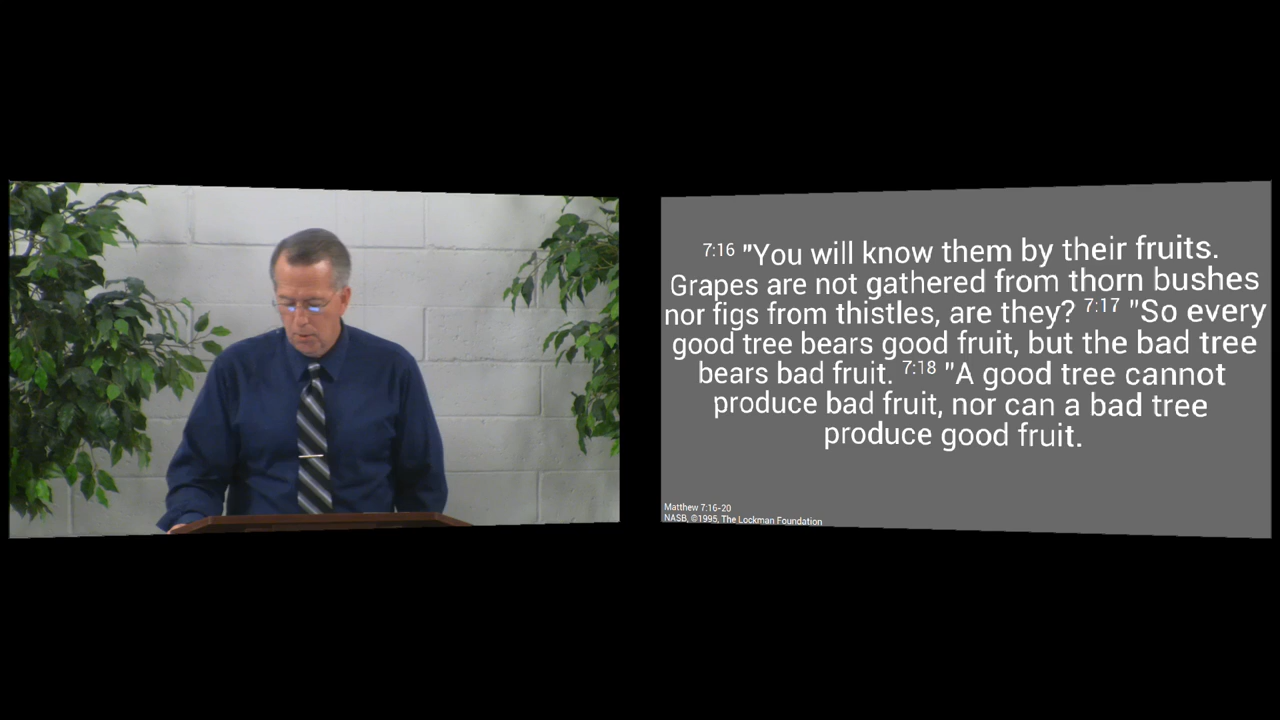 7:16 "You will know them by their fruits.
Grapes are not gathered from thorn bushes
nor figs from thistles, are they? 7:17 "So every
good tree bears good fruit, but the bad tree
bears bad fruit. 7:18 "A good tree cannot
produce bad fruit, nor can a bad tree
produce good fruit.
Matthew 7:16-20
NASB, ©1995, The Lockman Foundation